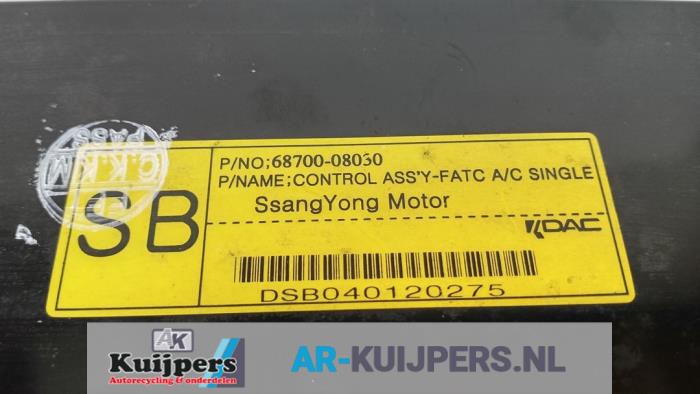 PASS
C.K.K.M
SB
P/NO;68700-08030
P/NAME;CONTROL ASS'Y-FATC A/C SINGLE
SsangYong Motor
DAC
DSB040120275
AK
Kuijpers
Autorecycling & onderdelen
AR-KUIJPERS.NL